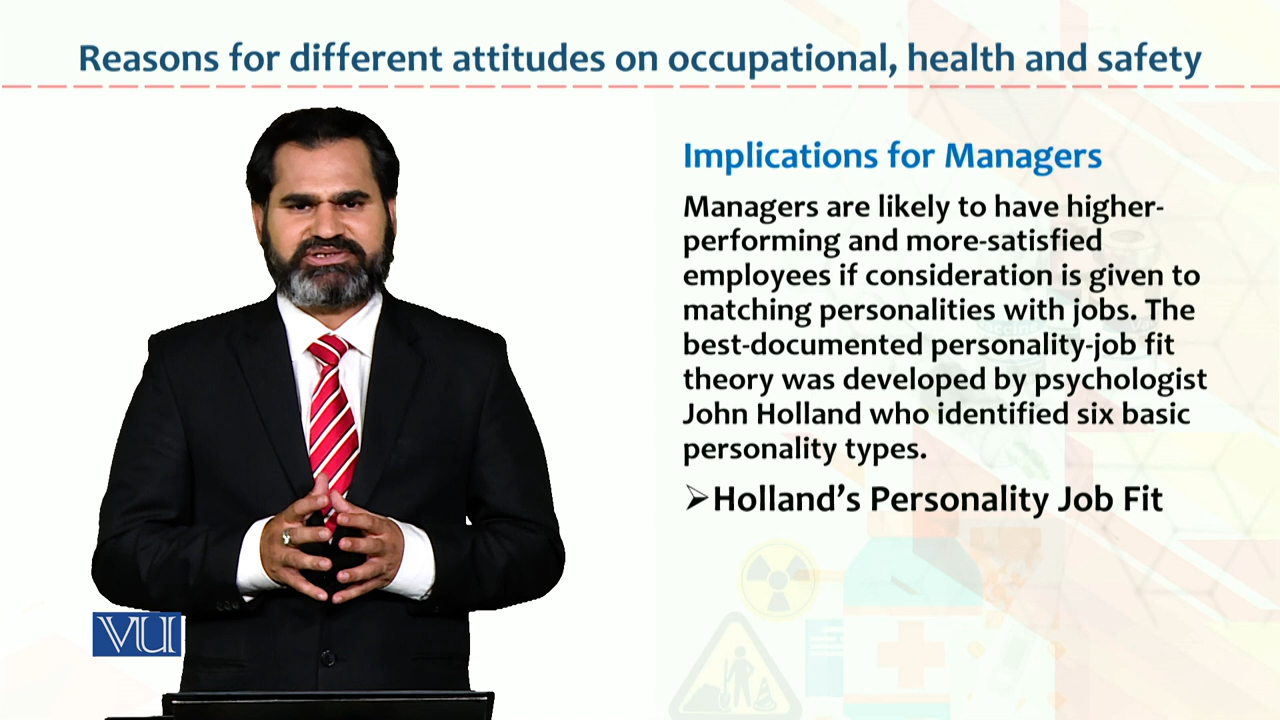 Reasons for different attitudes on occupational, health and safety
Implications for Managers
Managers are likely to have higher-
performing and more-satisfied
employees if consideration is given to
matching personalities with jobs. The
best-documented personality-job fit
theory was developed by psychologist
John Holland who identified six basic
personality types.
➢Holland’s Personality Job Fit
VU